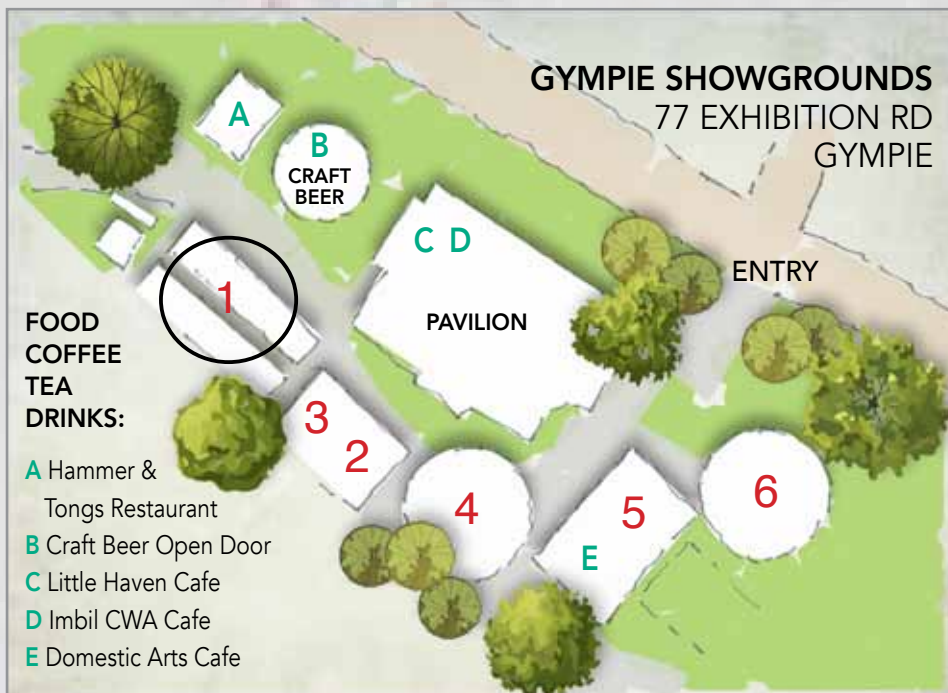 GYMPIE SHOWGROUNDS
77 EXHIBITION RD
GYMPIE
A
B
CRAFT
BEER
C D
PAVILION
ENTRY
1
3
2
4
5
E
6
FOOD
COFFEE
TEA
DRINKS:
A Hammer &
Tongs Restaurant
B Craft Beer Open Door
C Little Haven Cafe
D Imbil CWA Cafe
E Domestic Arts Cafe